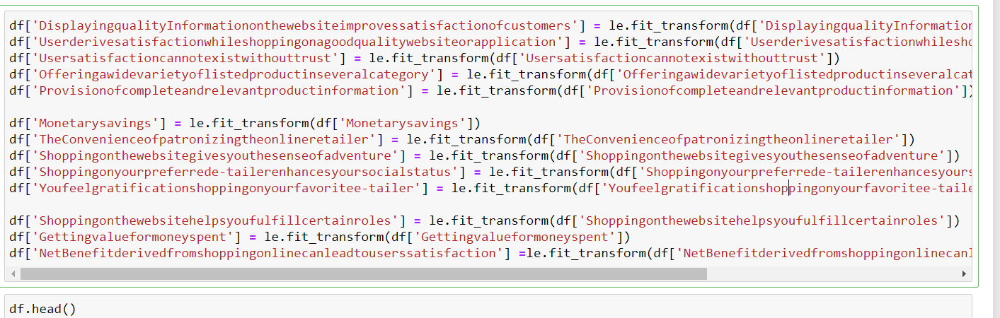 df['DisplayingqualityInformationonthewebsiteimprovessatisfactionofcustomers'] = le.fit_transform(df['DisplayingqualityInformation
df['Userderivesatisfactionwhileshoppingonagoodqualitywebsiteorapplication'] = le.fit_transform(df['Userderivesatisfactionwhilesho
df['Usersatisfactioncannotexistwithouttrust'] = le.fit_transform(df['Usersatisfactioncannotexistwithouttrust'])
df['Offeringawidevarietyoflistedproductinseveralcategory'] = le.fit_transform(df['Offeringawidevarietyoflistedproductinseveralcat
df['Provisionofcompleteandrelevantproductinformation'] = le.fit_transform(df['Provisionofcompleteandrelevantproductinformation'])
df['Monetarysavings'] = le.fit_transform(df['Monetarysavings'])
df['TheConvenienceofpatronizingtheonlineretailer'] = le.fit_transform(df['TheConvenienceofpatronizingtheonlineretailer'])
df['Shoppingonthewebsitegivesyouthesenseofadventure'] = le.fit_transform(df['Shoppingonthewebsitegivesyouthesenseofadventure'])
df['Shoppingonyourpreferrede-tailerenhancesyoursocialstatus'] = le.fit_transform(df['Shoppingonyourpreferrede-tailerenhancesyours
df['Youfeelgratificationshoppingonyourfavoritee-tailer'] = le.fit_transform(df['Youfeelgratificationshoppingonyourfavoritee-taile
df['Shoppingonthewebsitehelpsyoufulfillcertainroles'] = le.fit_transform(df['Shoppingonthewebsitehelpsyoufulfillcertainroles'])
df['Gettingvalueformoneyspent'] = le.fit_transform(df['Gettingvalueformoneyspent'])
df['NetBenefitderivedfromshoppingonlinecanleadtouserssatisfaction'] =le.fit_transform(df['NetBenefitderivedfromshoppingonlinecanl
df.head()